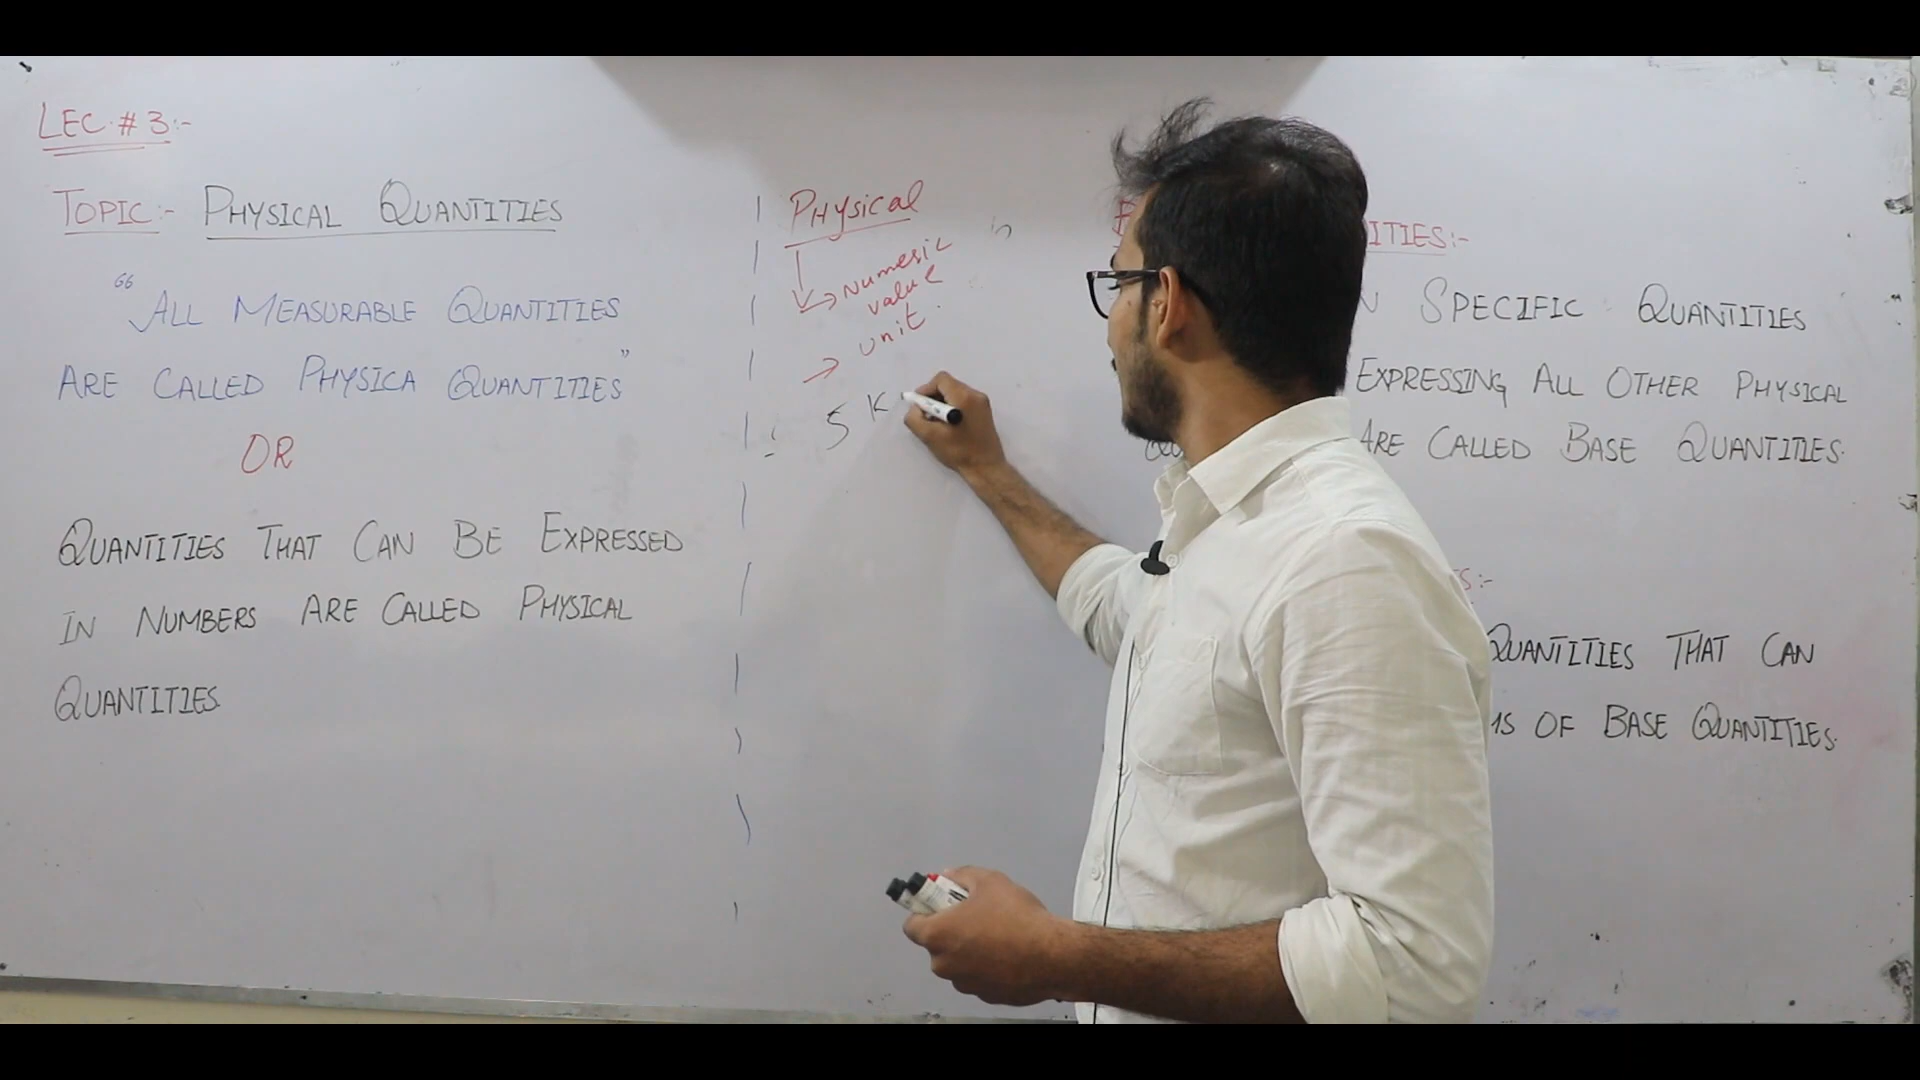 LEC # 3:-
TOPIC:- PHYSICAL QUANTITIES
“ ALL MEASURABLE QUANTITIES
ARE CALLED PHYSICA QUANTITIES ”
OR
QUANTITIES THAT CAN BE EXPRESSED
IN NUMBERS ARE CALLED PHYSICAL
QUANTITIES.
PHYSICAL
Numeric
value
unit.
5 K
ITIES:-
SPECIFIC QUANTITIES
EXPRESSING ALL OTHER PHYSICAL
ARE CALLED BASE QUANTITIES.
S:-
QUANTITIES THAT CAN
OF BASE QUANTITIES.